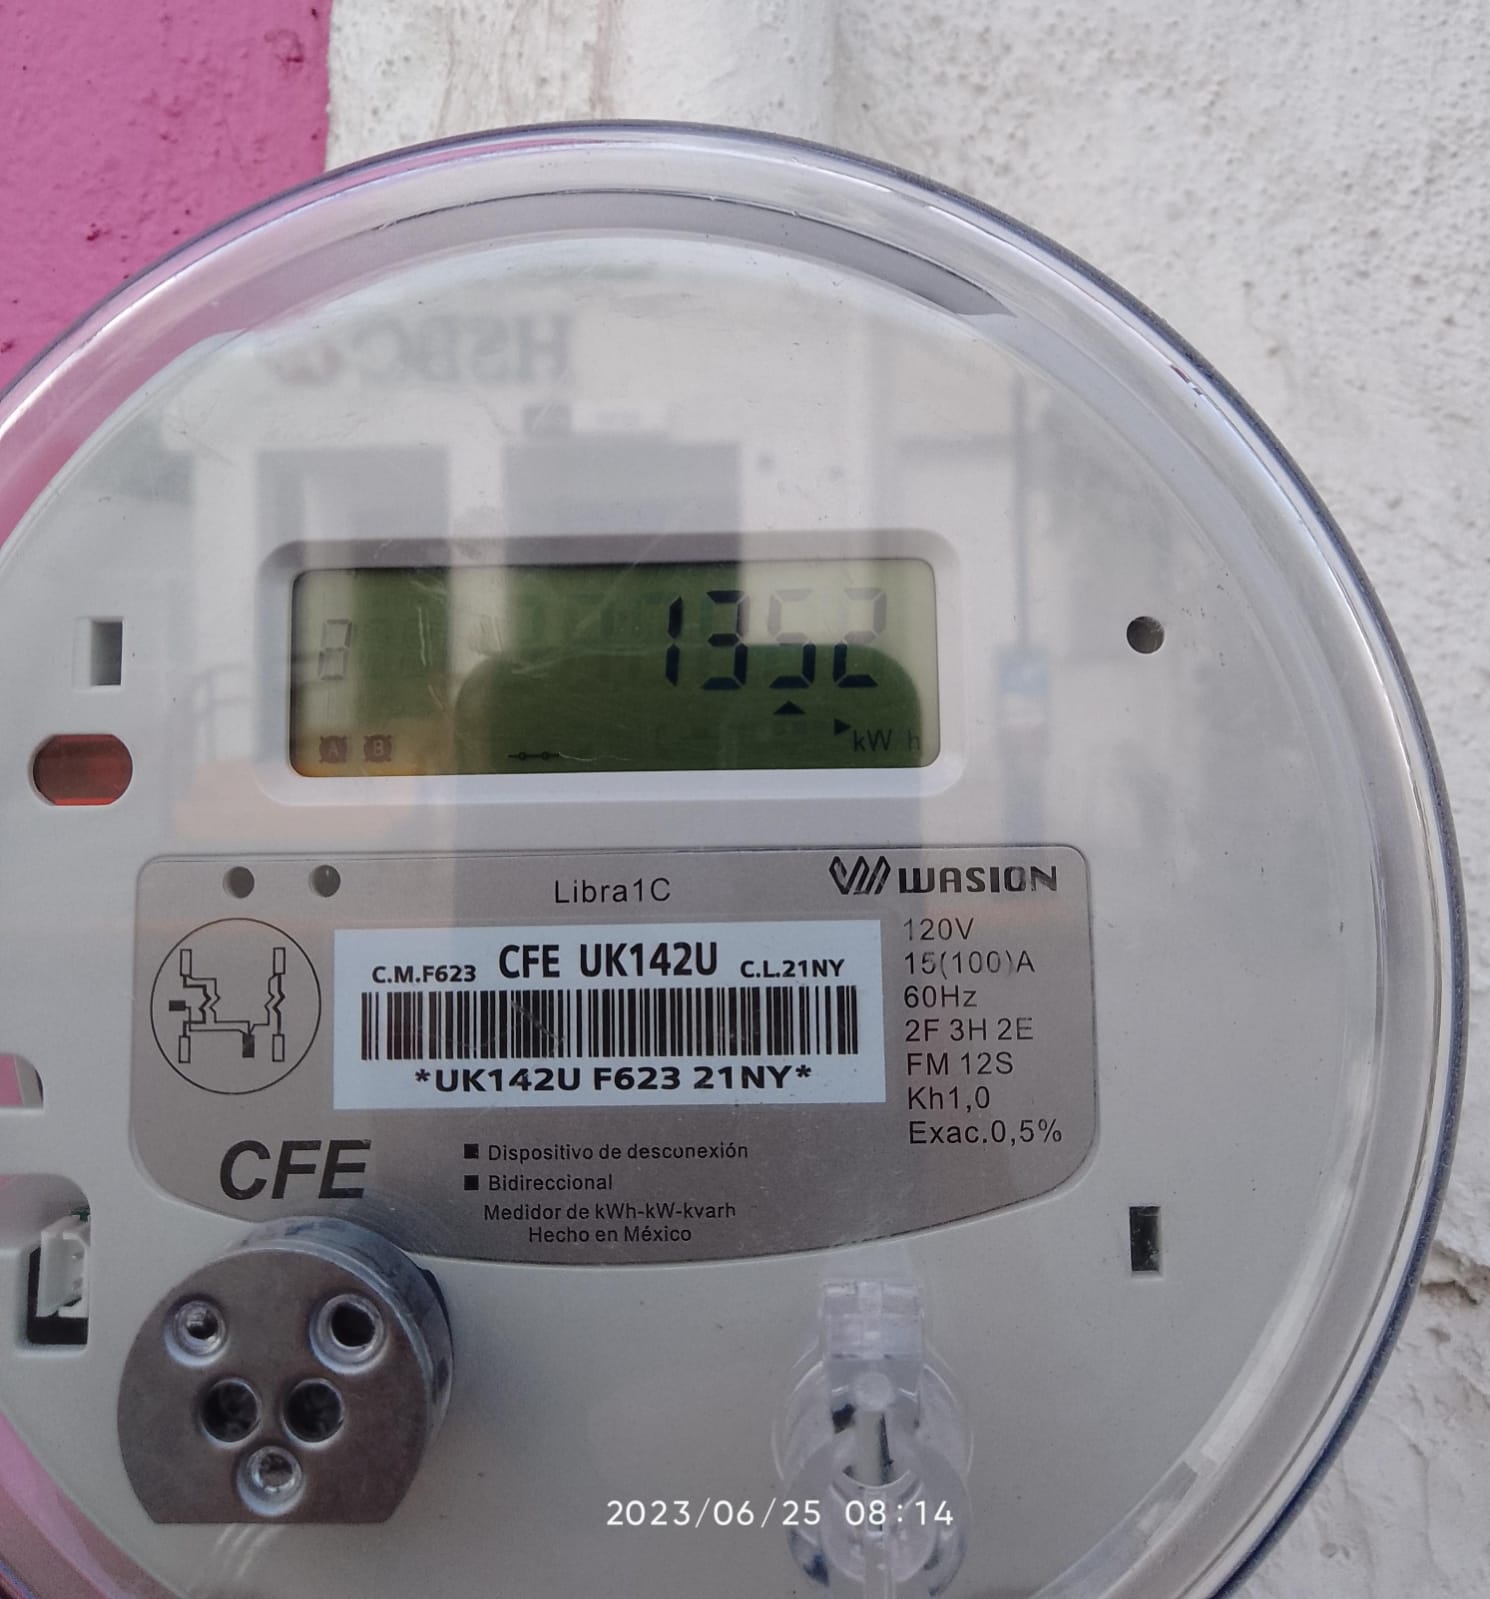 HSBC
1352
A B
kW h
Libra1C
WASION
C.M.F623 CFE UK142U C.L.21NY
*UK142U F623 21NY*
120V
15(100)A
60Hz
2F 3H 2E
FM 12S
Kh1,0
Exac.0,5%
CFE
Dispositivo de desconexión
Bidireccional
Medidor de kWh-kW-kvarh
Hecho en México
2023/06/25 08:14